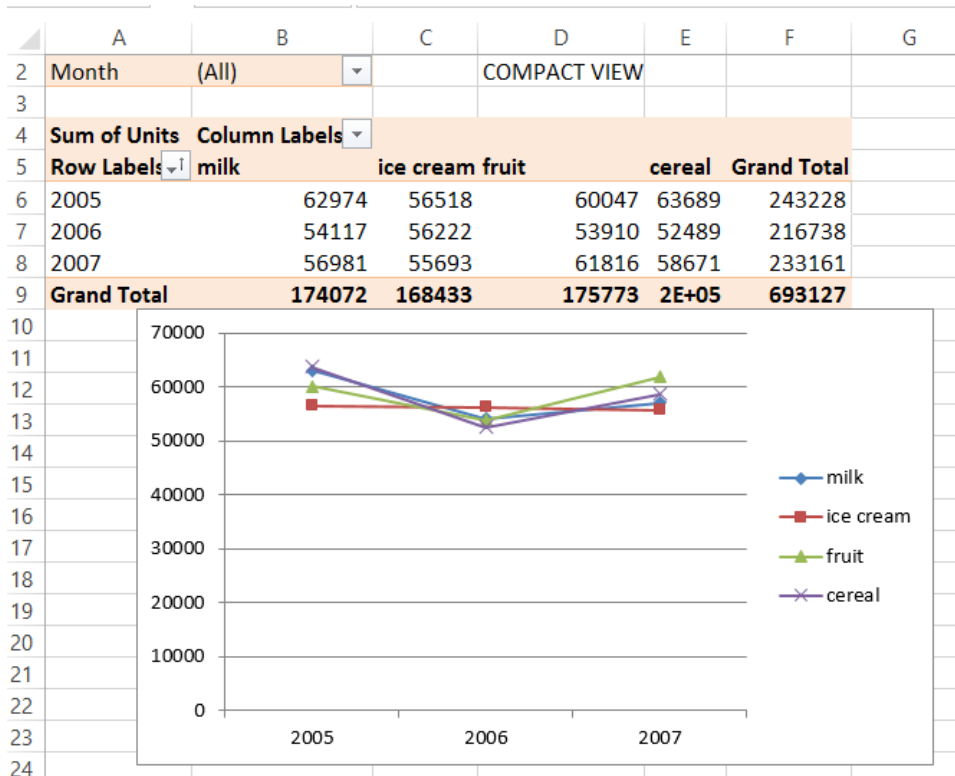 A B C D E F G
2 Month (All) COMPACT VIEW
3
4 Sum of Units Column Labels
5 Row Labels milk ice cream fruit cereal Grand Total
6 2005 62974 56518 60047 63689 243228
7 2006 54117 56222 53910 52489 216738
8 2007 56981 55693 61816 58671 233161
9 Grand Total 174072 168433 175773 2E+05 693127
10
11
12
13
14
15
16
17
18
19
20
21
22
23
24
70000
60000
50000
40000
30000
20000
10000
0
2005 2006 2007
milk
ice cream
fruit
cereal